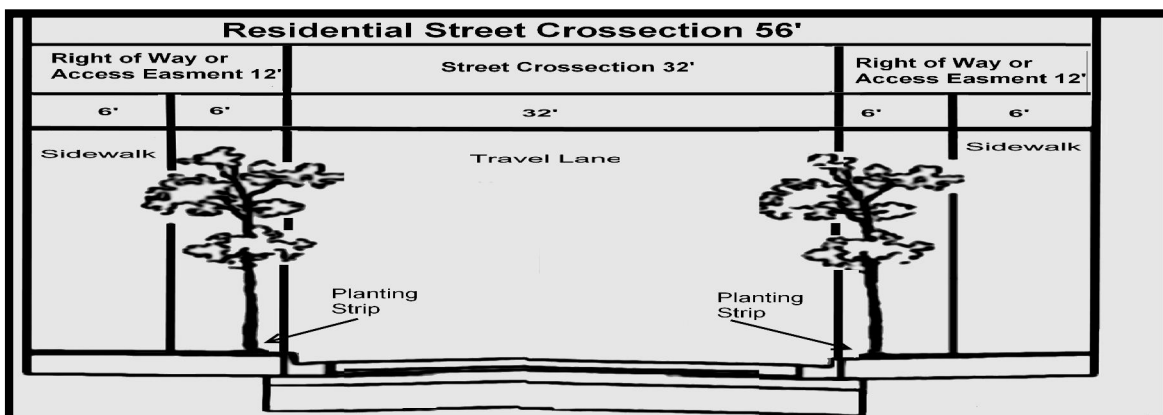 Residential Street Crossection 56'
Right of Way or
Access Easment 12'
Street Crossection 32'
Right of Way or
Access Easment 12'
6'
6'
32'
6'
6'
Sidewalk
Travel Lane
Sidewalk
Planting
Strip
Planting
Strip